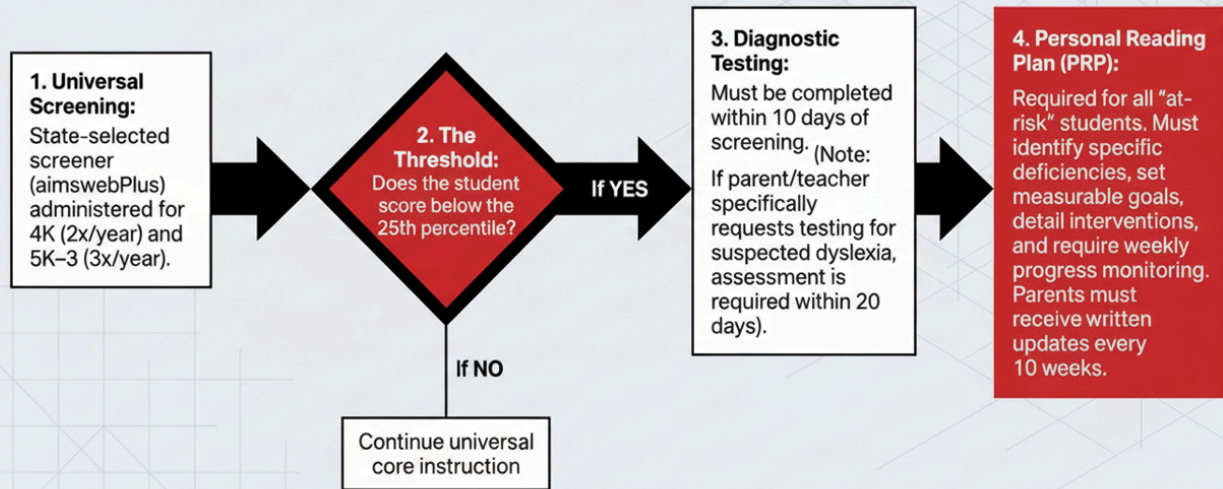 1. Universal
Screening:
State-selected
screener
(aimswebPlus)
administered for
4K (2x/year) and
5K–3 (3x/year).
2. The
Threshold:
Does the student
score below the
25th percentile?
If YES
If NO
Continue universal
core instruction
3. Diagnostic
Testing:
Must be completed
within 10 days of
screening. (Note:
If parent/teacher
specifically
requests testing for
suspected dyslexia,
assessment is
required within 20
days).
4. Personal Reading
Plan (PRP):
Required for all "at-
risk" students. Must
identify specific
deficiencies, set
measurable goals,
detail interventions,
and require weekly
progress monitoring.
Parents must
receive written
updates every
10 weeks.